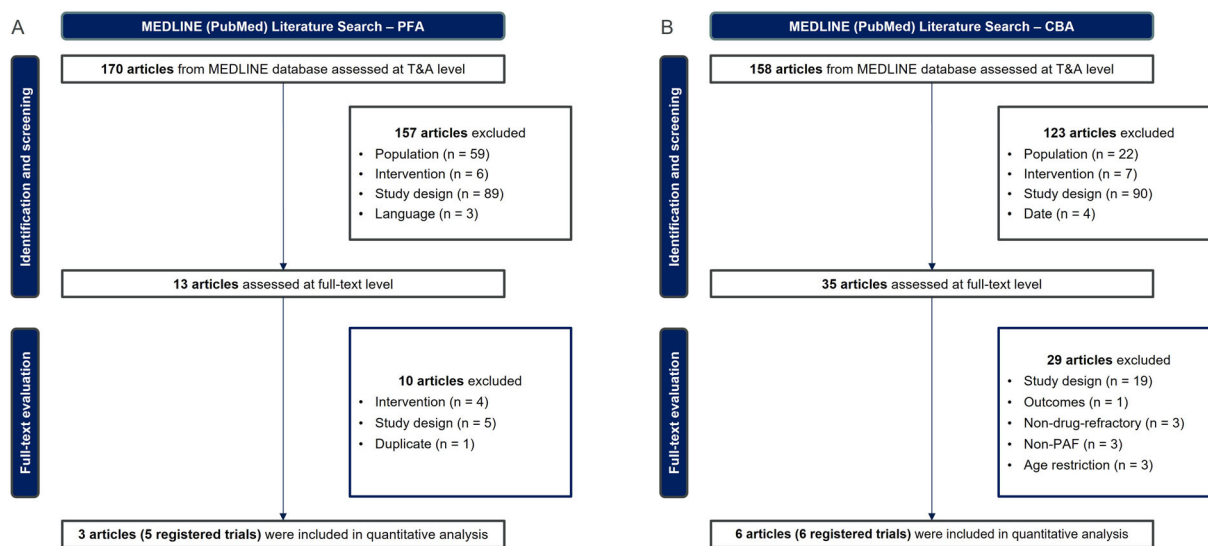 A
MEDLINE (PubMed) Literature Search – PFA
Identification and screening
170 articles from MEDLINE database assessed at T&A level
157 articles excluded
• Population (n = 59)
• Intervention (n = 6)
• Study design (n = 89)
• Language (n = 3)
13 articles assessed at full-text level
Full-text evaluation
10 articles excluded
• Intervention (n = 4)
• Study design (n = 5)
• Duplicate (n = 1)
3 articles (5 registered trials) were included in quantitative analysis
B
MEDLINE (PubMed) Literature Search – CBA
Identification and screening
158 articles from MEDLINE database assessed at T&A level
123 articles excluded
• Population (n = 22)
• Intervention (n = 7)
• Study design (n = 90)
• Date (n = 4)
35 articles assessed at full-text level
Full-text evaluation
29 articles excluded
• Study design (n = 19)
• Outcomes (n = 1)
• Non-drug-refractory (n = 3)
• Non-PAF (n = 3)
• Age restriction (n = 3)
6 articles (6 registered trials) were included in quantitative analysis